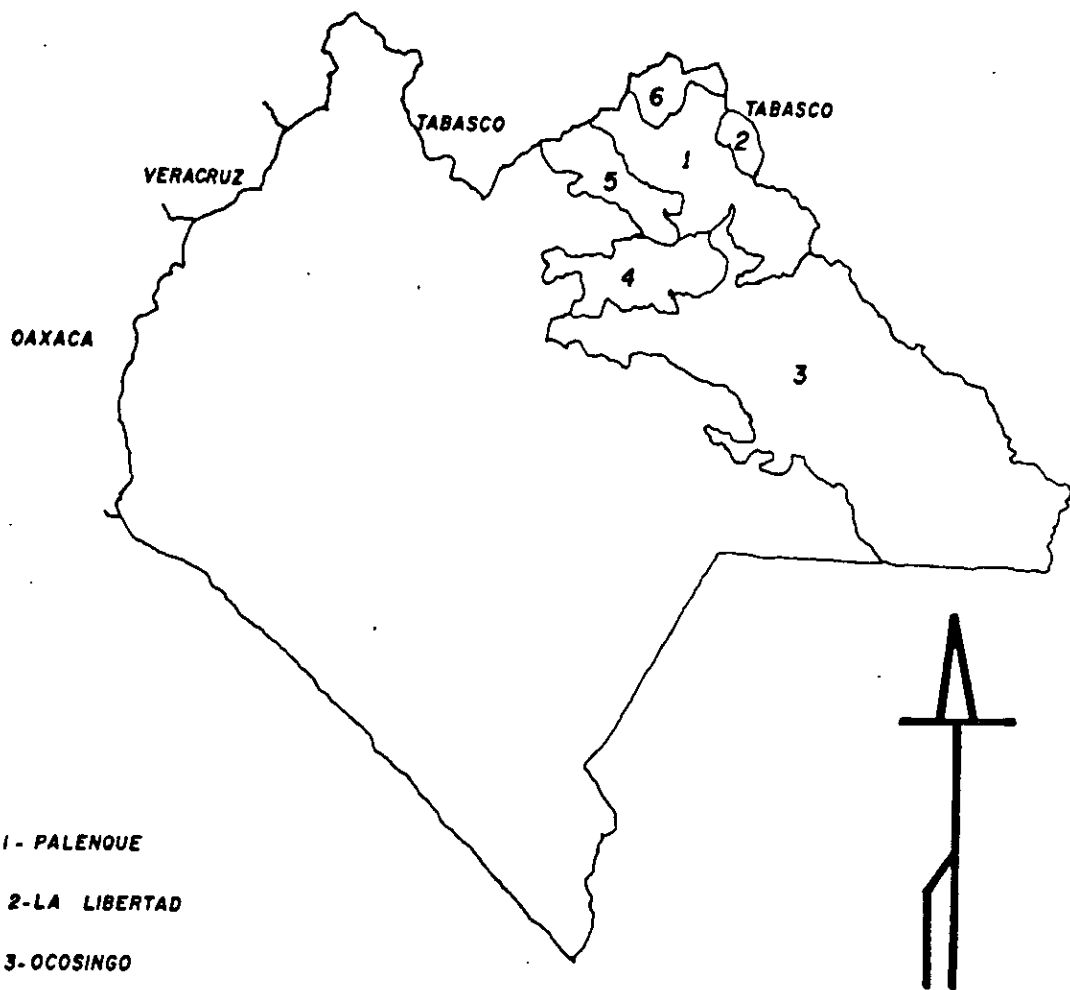 6
TABASCO
TABASCO
2
1
VERACRUZ
5
4
OAXACA
3
1- PALENQUE
2-LA LIBERTAD
3-OCOSINGO